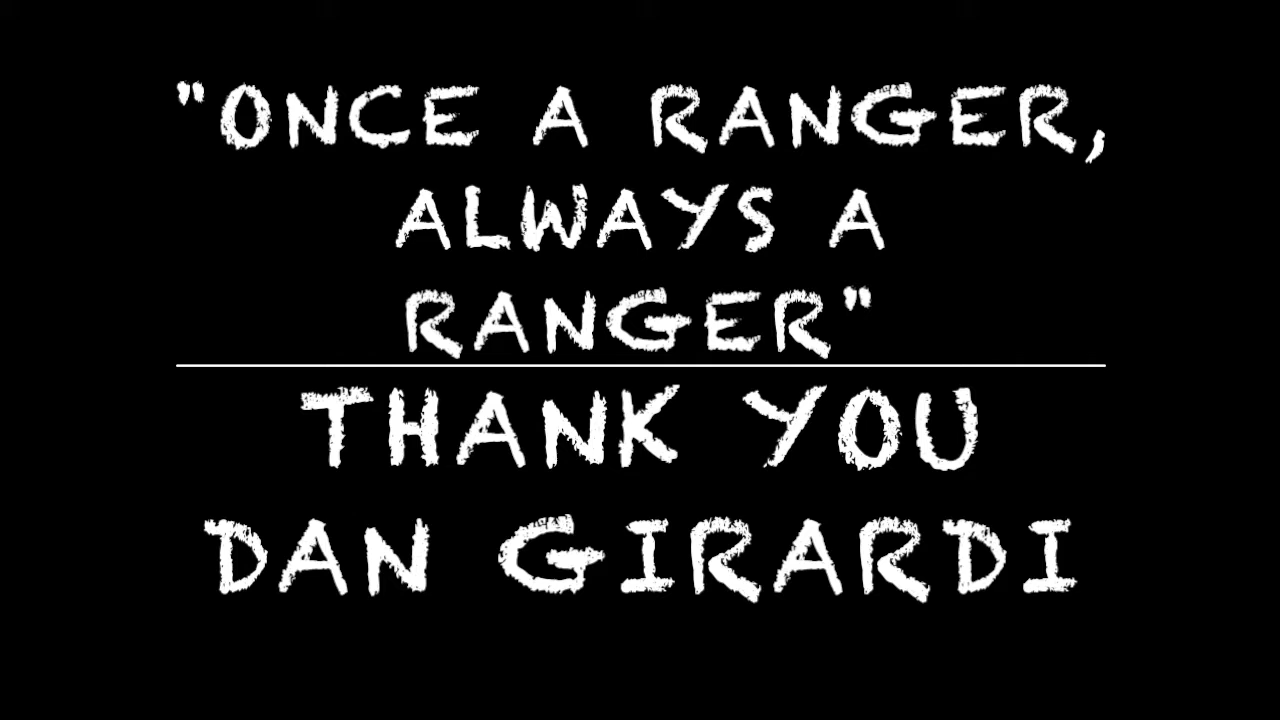 "ONCE A RANGER,
ALWAYS A
RANGER"
THANK YOU
DAN GIRARDI